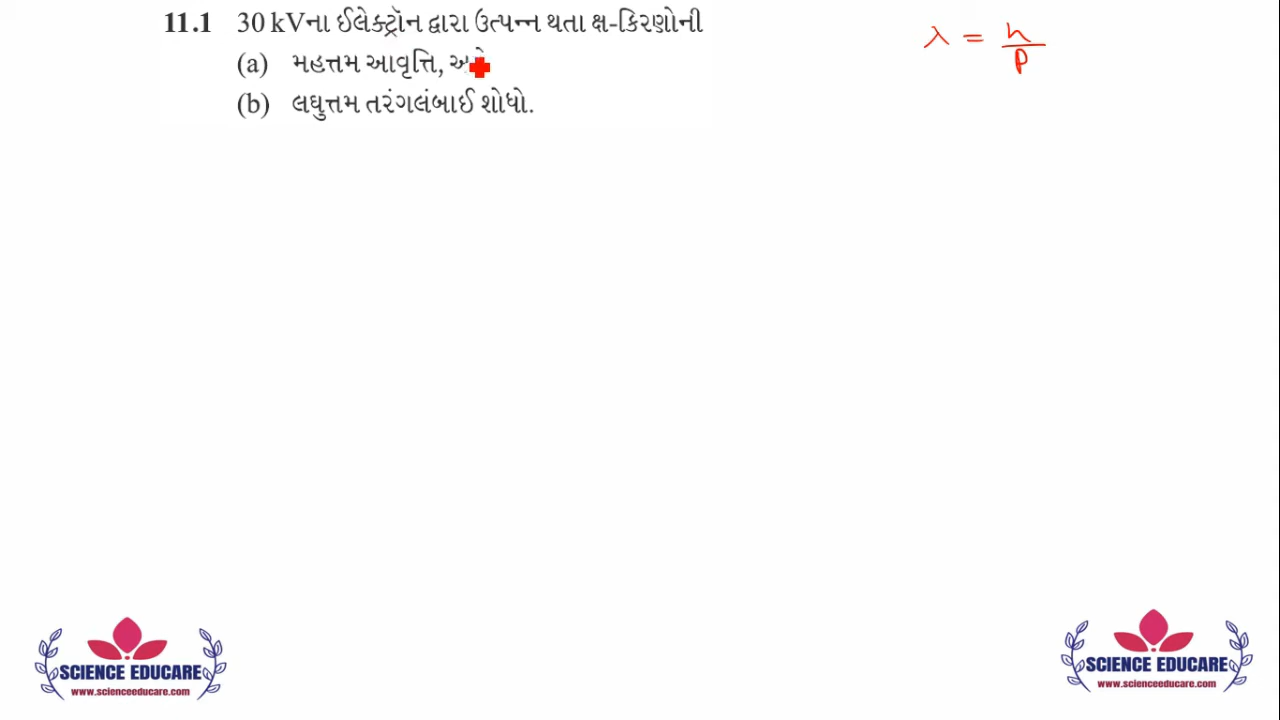 11.1 30 kVના ઈલેક્ટ્રૉન દ્વારા ઉત્પન્ન થતા ક્ષ-કિરણોની
(a) મહત્તમ આવૃત્તિ,
(b) લઘુત્તમ તરંગલંબાઈ શોધો.
λ = h/p
SCIENCE EDUCARE
www.scienceeducare.com
SCIENCE EDUCARE
www.scienceeducare.com